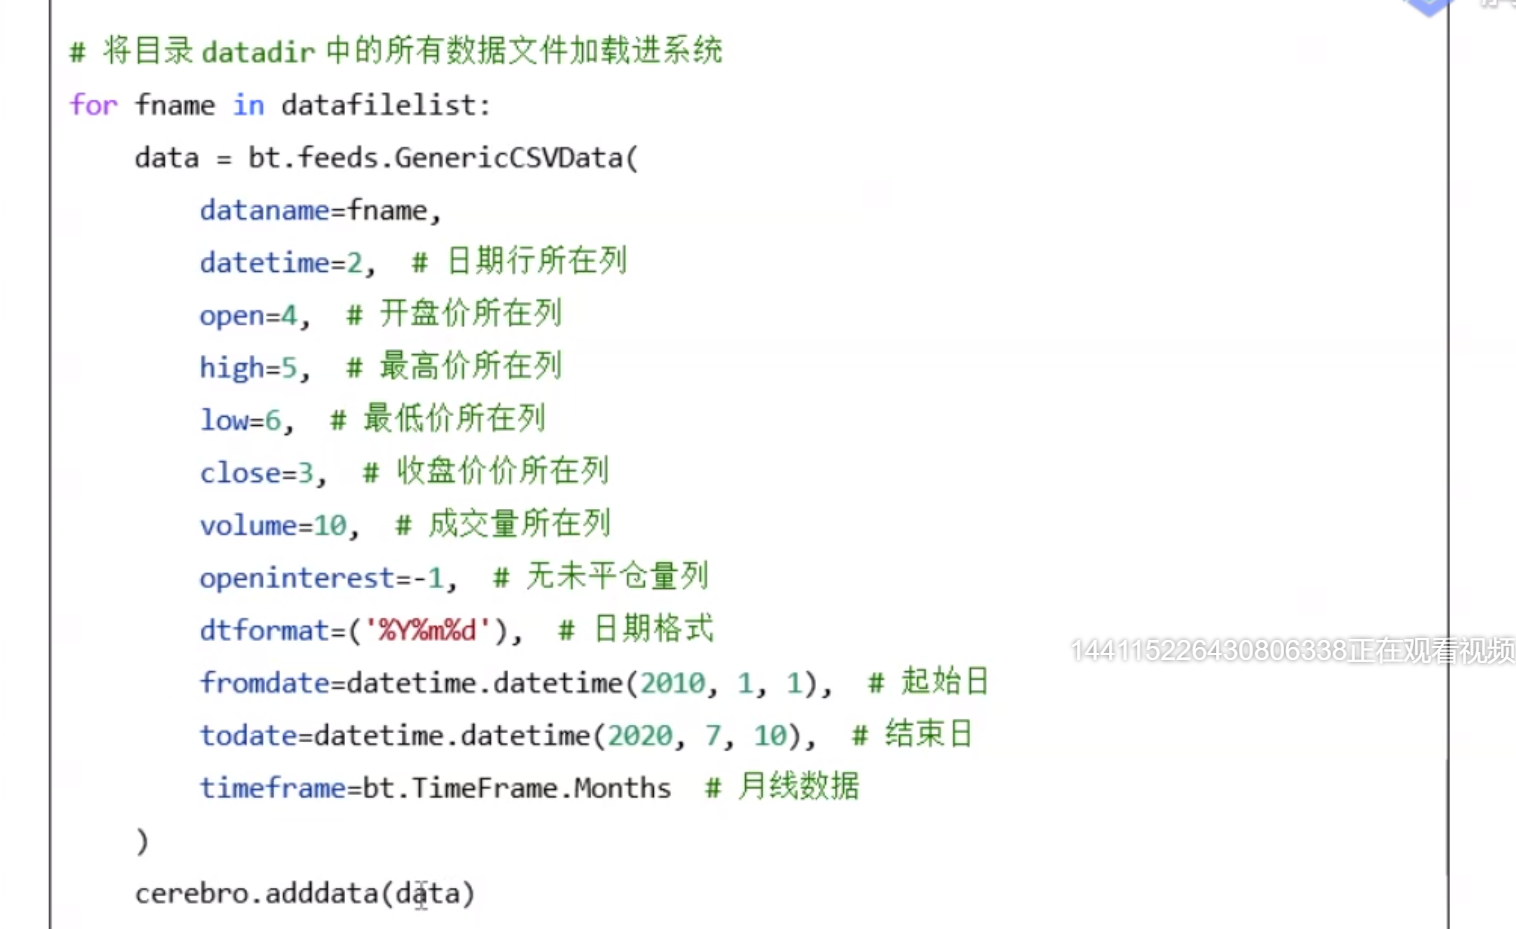 # 将目录 datadir 中的所有数据文件加载进系统
for fname in datafilelist:
    data = bt.feeds.GenericCSVData(
        dataname=fname,
        datetime=2,  # 日期行所在列
        open=4,  # 开盘价所在列
        high=5,  # 最高价所在列
        low=6,  # 最低价所在列
        close=3,  # 收盘价价所在列
        volume=10,  # 成交量所在列
        openinterest=-1,  # 无未平仓量列
        dtformat=('%Y%m%d'),  # 日期格式
144115226430806338正在观看视频
        fromdate=datetime.datetime(2010, 1, 1),  # 起始日
        todate=datetime.datetime(2020, 7, 10),  # 结束日
        timeframe=bt.TimeFrame.Months  # 月线数据
    )
    cerebro.adddata(data)